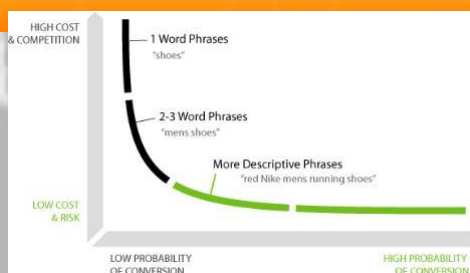 HIGH COST
& COMPETITION
1 Word Phrases
"shoes"
2-3 Word Phrases
"mens shoes"
More Descriptive Phrases
"red Nike mens running shoes"
LOW COST
& RISK
LOW PROBABILITY
OF CONVERSION
HIGH PROBABILITY
OF CONVERSION